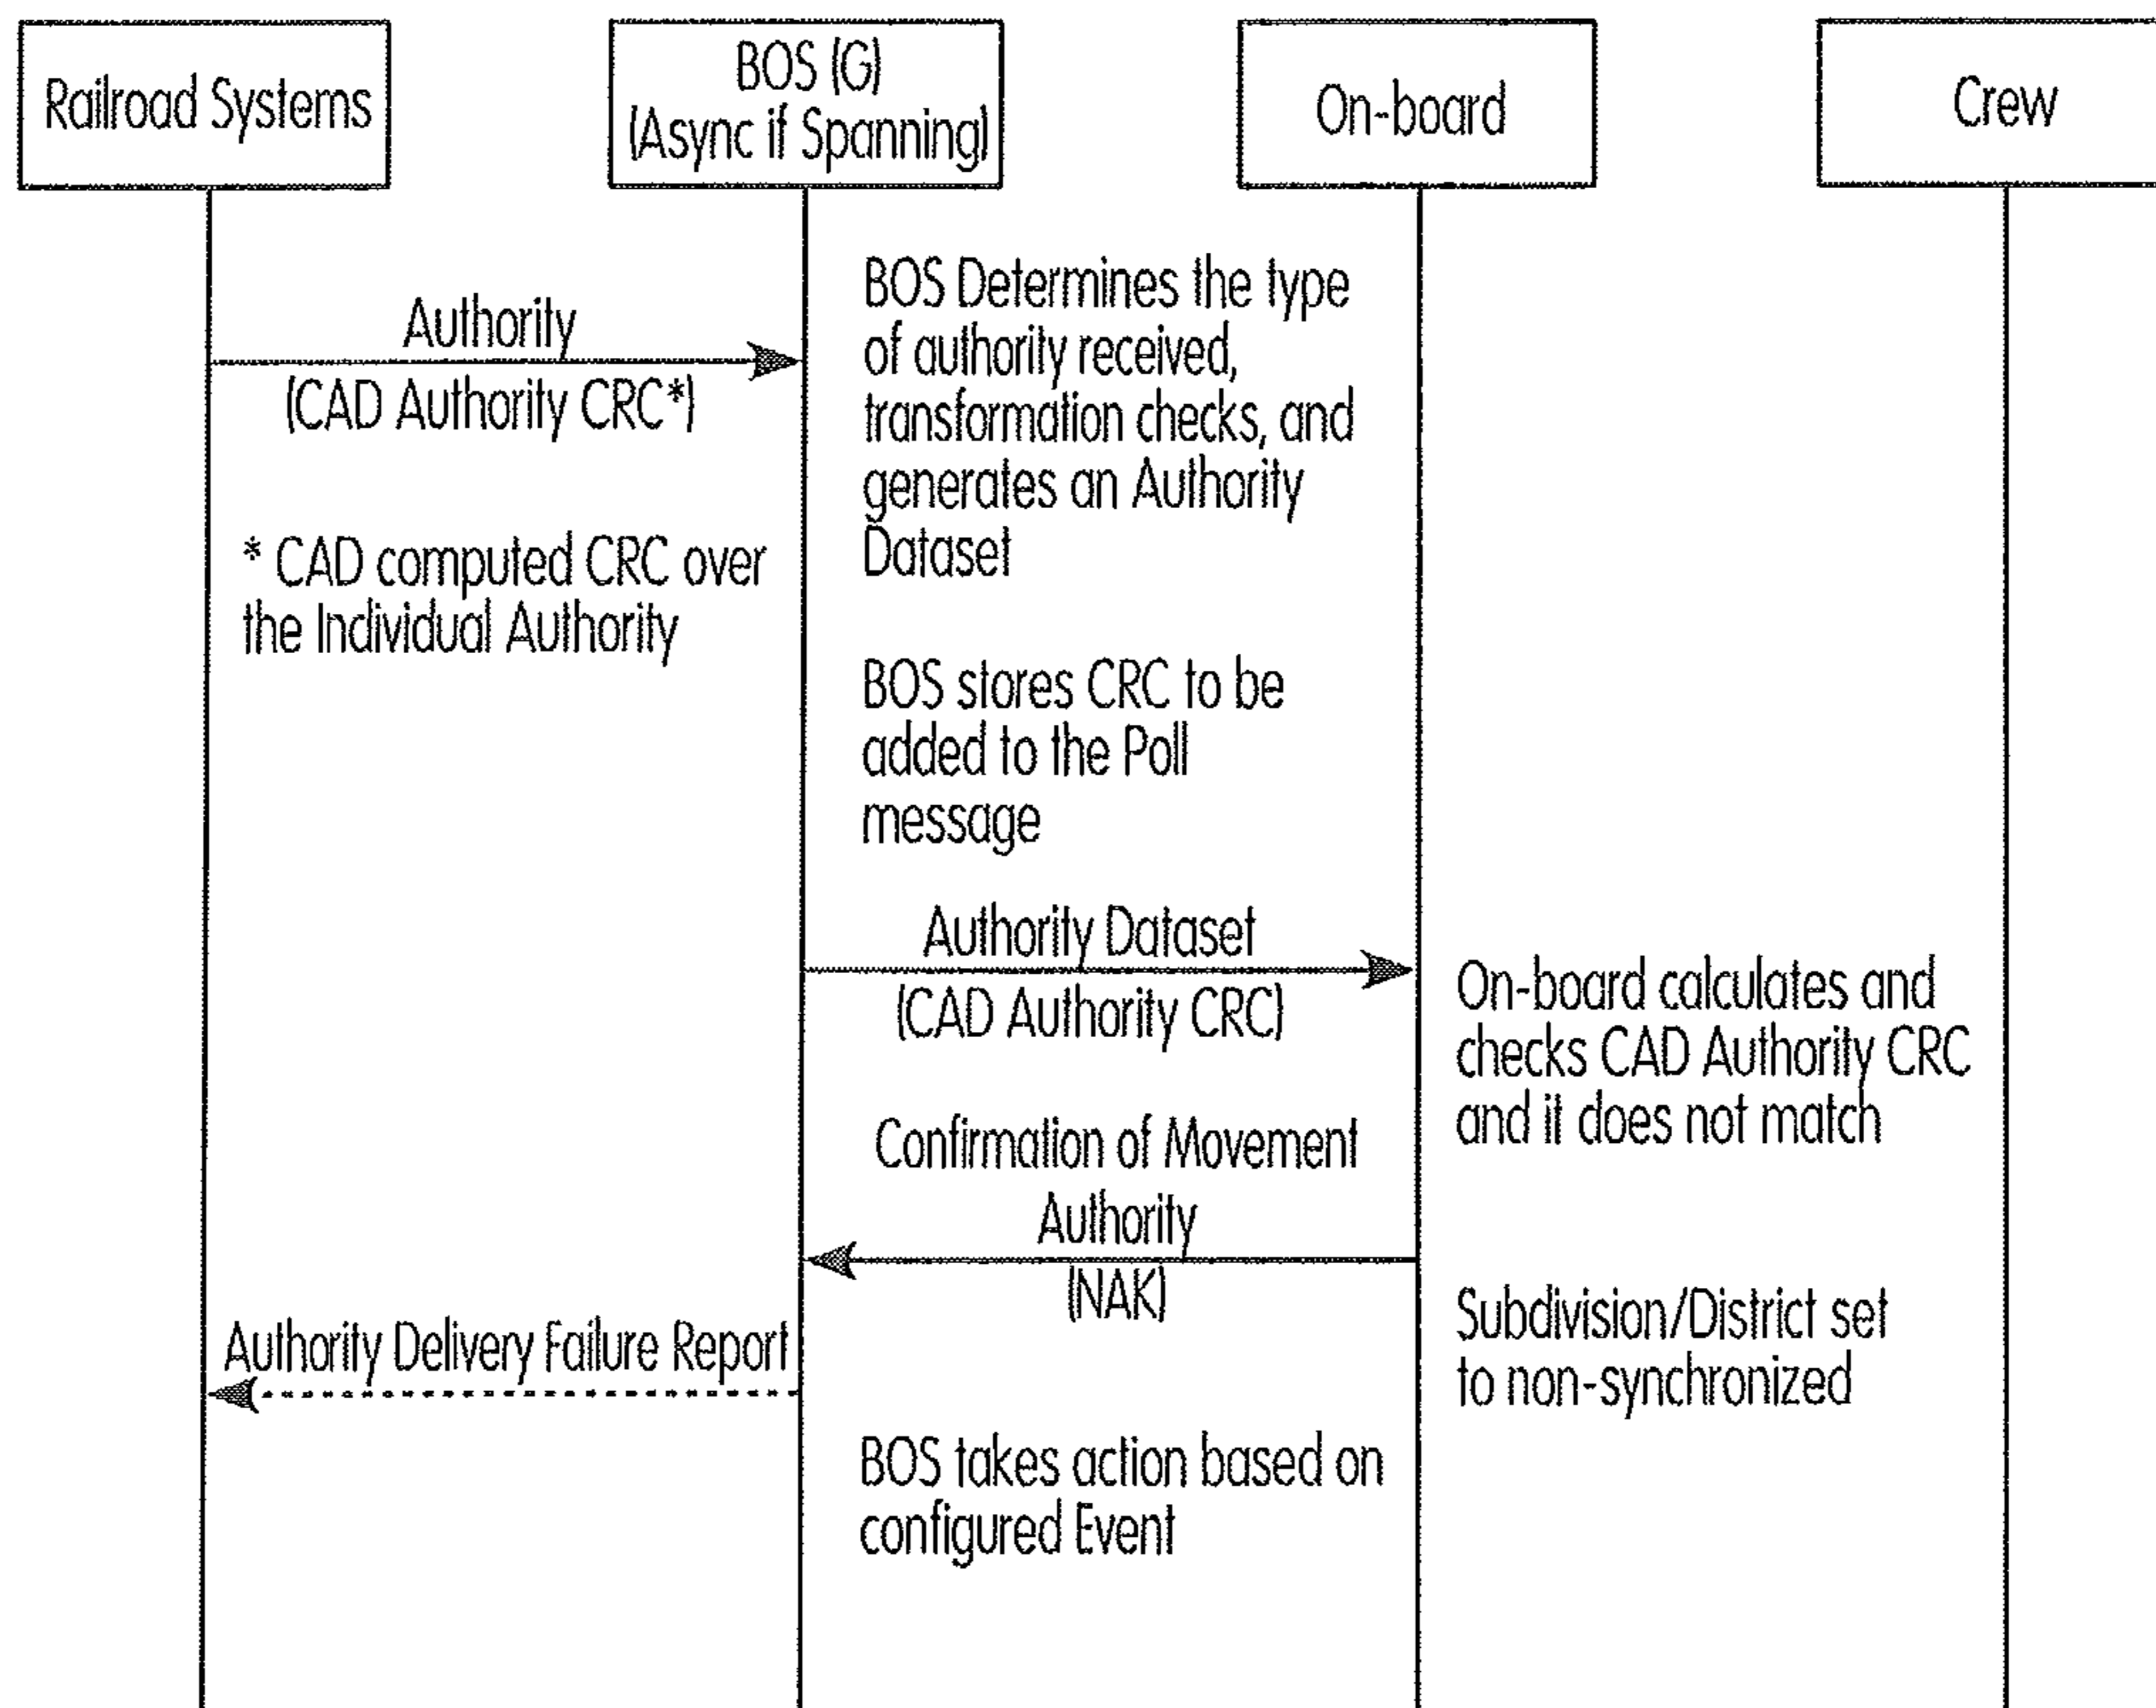 Railroad Systems
BOS (G)
(Async if Spanning)
On-board
Crew
Authority
(CAD Authority CRC*)
* CAD computed CRC over
the Individual Authority
BOS Determines the type
of authority received,
transformation checks, and
generates an Authority
Dataset
BOS stores CRC to be
added to the Poll
message
Authority Dataset
(CAD Authority CRC)
On-board calculates and
checks CAD Authority CRC
and it does not match
Confirmation of Movement
Authority
(NAK)
Subdivision/District set
to non-synchronized
Authority Delivery Failure Report
BOS takes action based on
configured Event